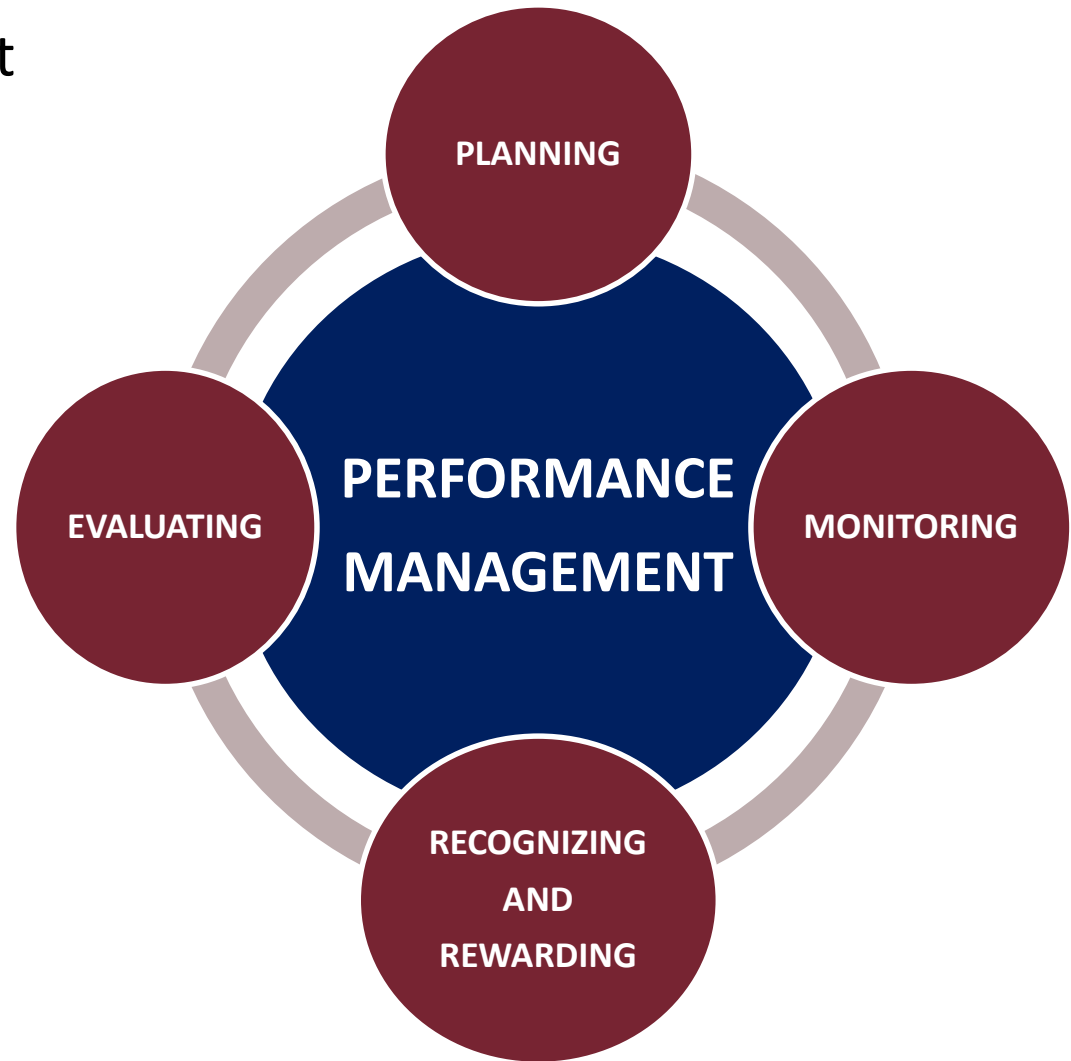 t
PLANNING
PERFORMANCE
MANAGEMENT
EVALUATING
MONITORING
RECOGNIZING
AND
REWARDING